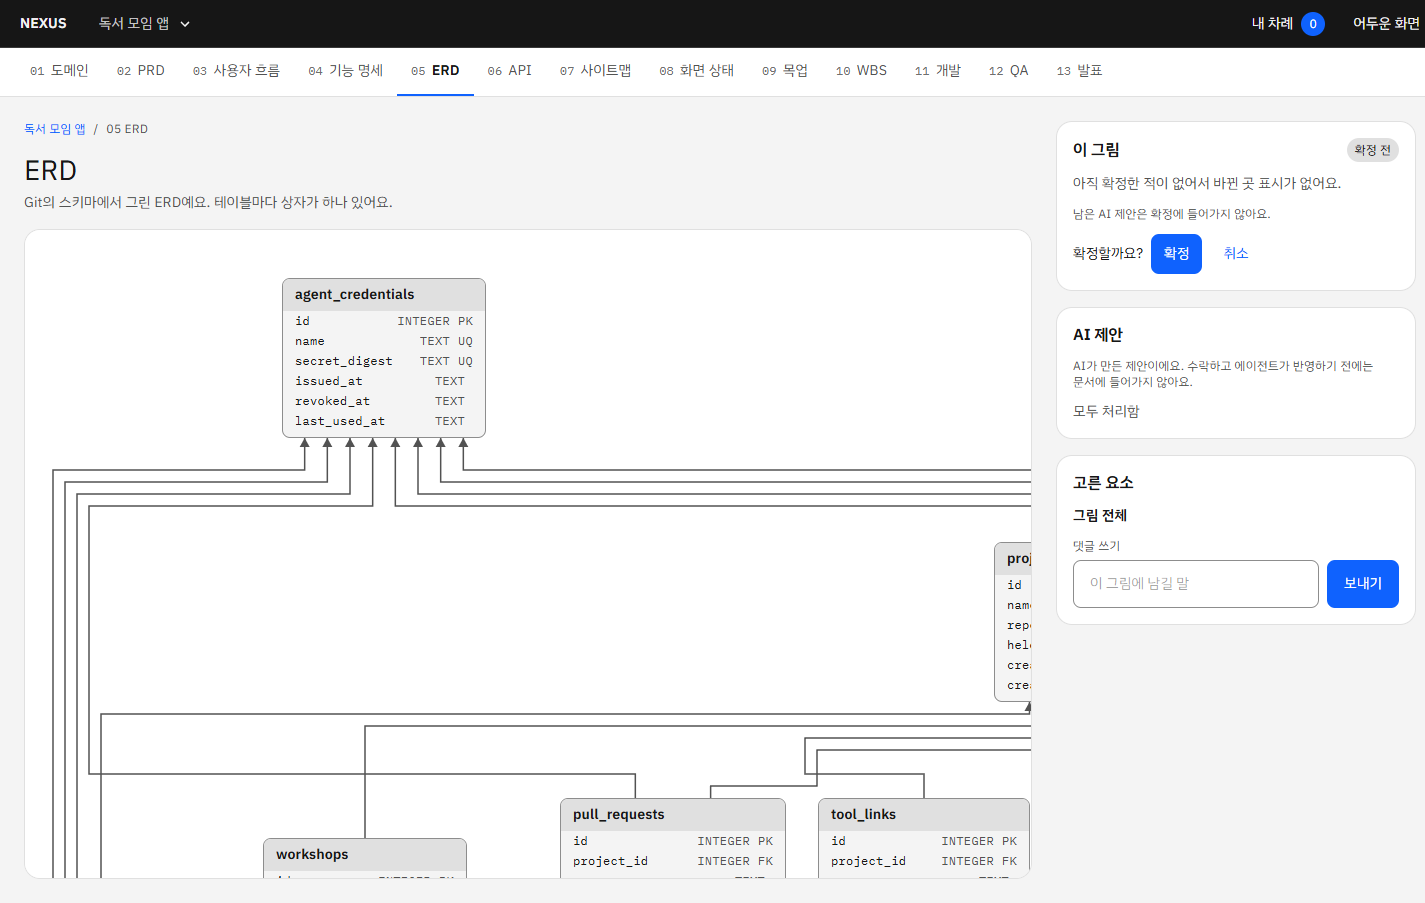 NEXUS 독서 모임 앱 내 차례 0 어두운 화면
01 도메인 02 PRD 03 사용자 흐름 04 기능 명세 05 ERD 06 API 07 사이트맵 08 화면 상태 09 목업 10 WBS 11 개발 12 QA 13 발표
독서 모임 앱 / 05 ERD
ERD
Git의 스키마에서 그린 ERD예요. 테이블마다 상자가 하나 있어요.
agent_credentials
id INTEGER PK
name TEXT UQ
secret_digest TEXT UQ
issued_at TEXT
revoked_at TEXT
last_used_at TEXT
id
pull_requests
id INTEGER PK
project_id INTEGER FK
tool_links
id INTEGER PK
project_id INTEGER FK
workshops
이 그림 확정 전
아직 확정한 적이 없어서 바뀐 곳 표시가 없어요.
남은 AI 제안은 확정에 들어가지 않아요.
확정할까요? 확정 취소
AI 제안
AI가 만든 제안이에요. 수락하고 에이전트가 반영하기 전에는
문서에 들어가지 않아요.
모두 처리함
고른 요소
그림 전체
댓글 쓰기
이 그림에 남길 말 보내기